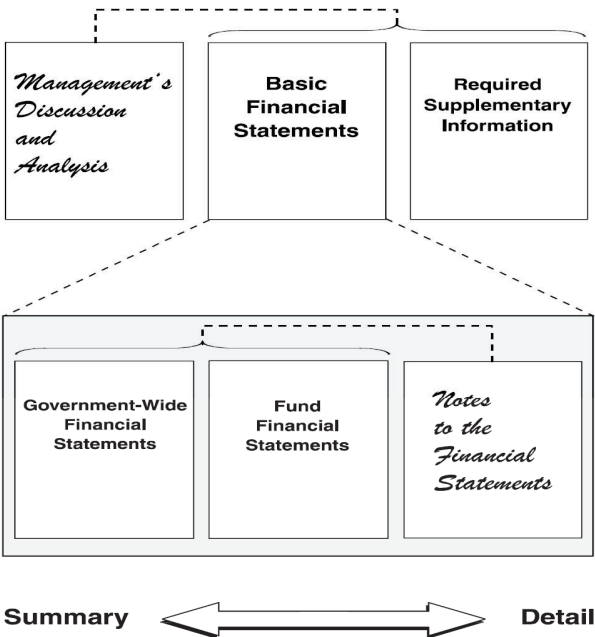 Management's
Discussion
and
Analysis
Basic
Financial
Statements
Required
Supplementary
Information
Government-Wide
Financial
Statements
Fund
Financial
Statements
Notes
to the
Financial
Statements
Summary
Detail